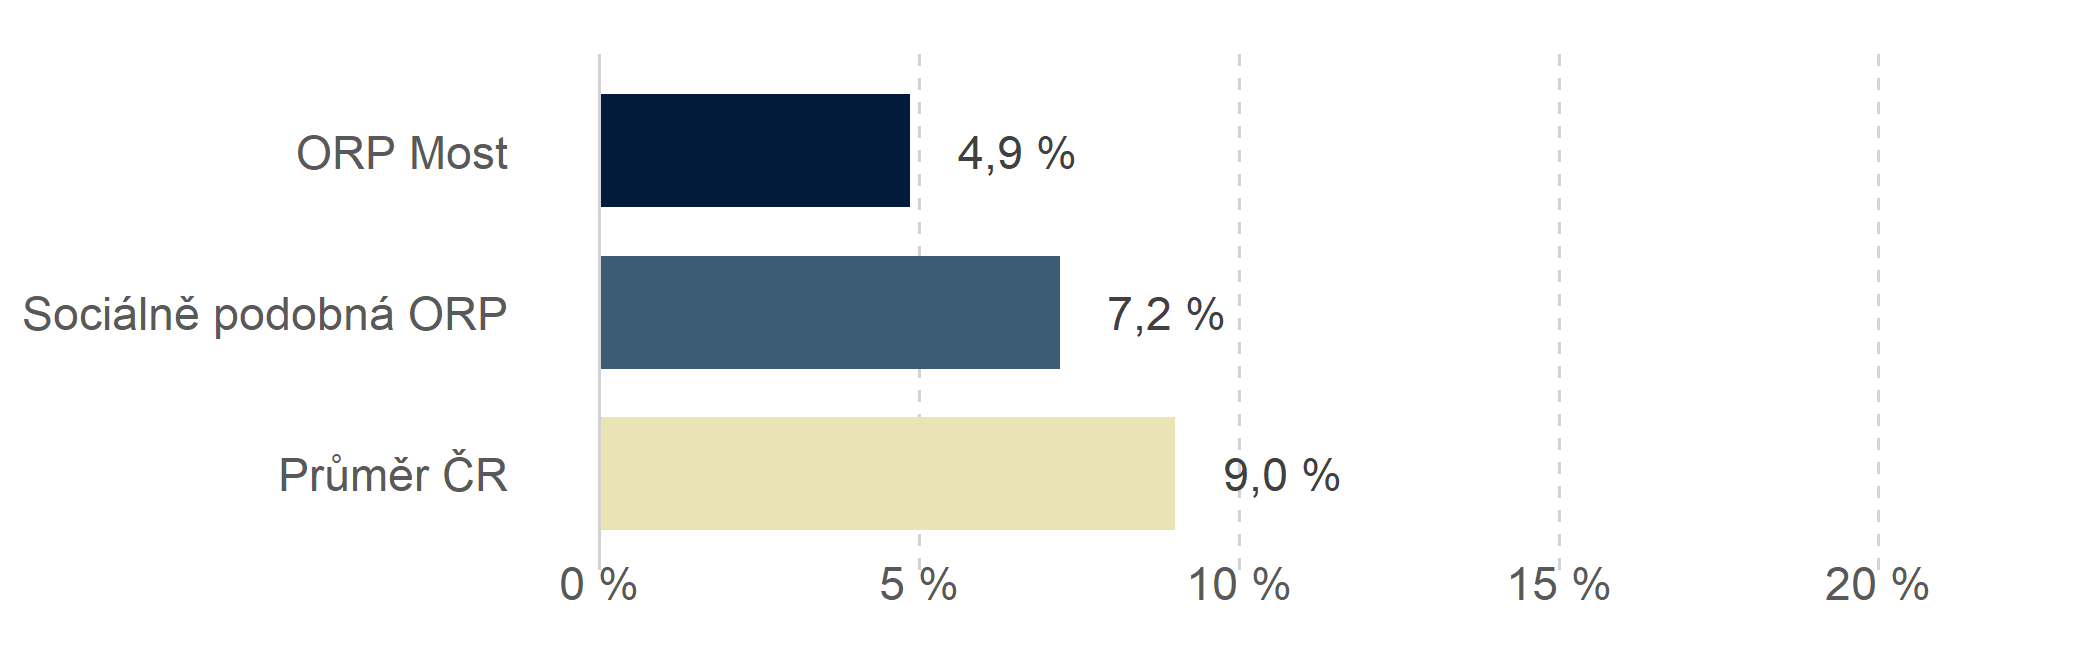 ORP Most
4,9 %
Sociálně podobná ORP
7,2 %
Průměr ČR
9,0 %
0 %
5 %
10 %
15 %
20 %